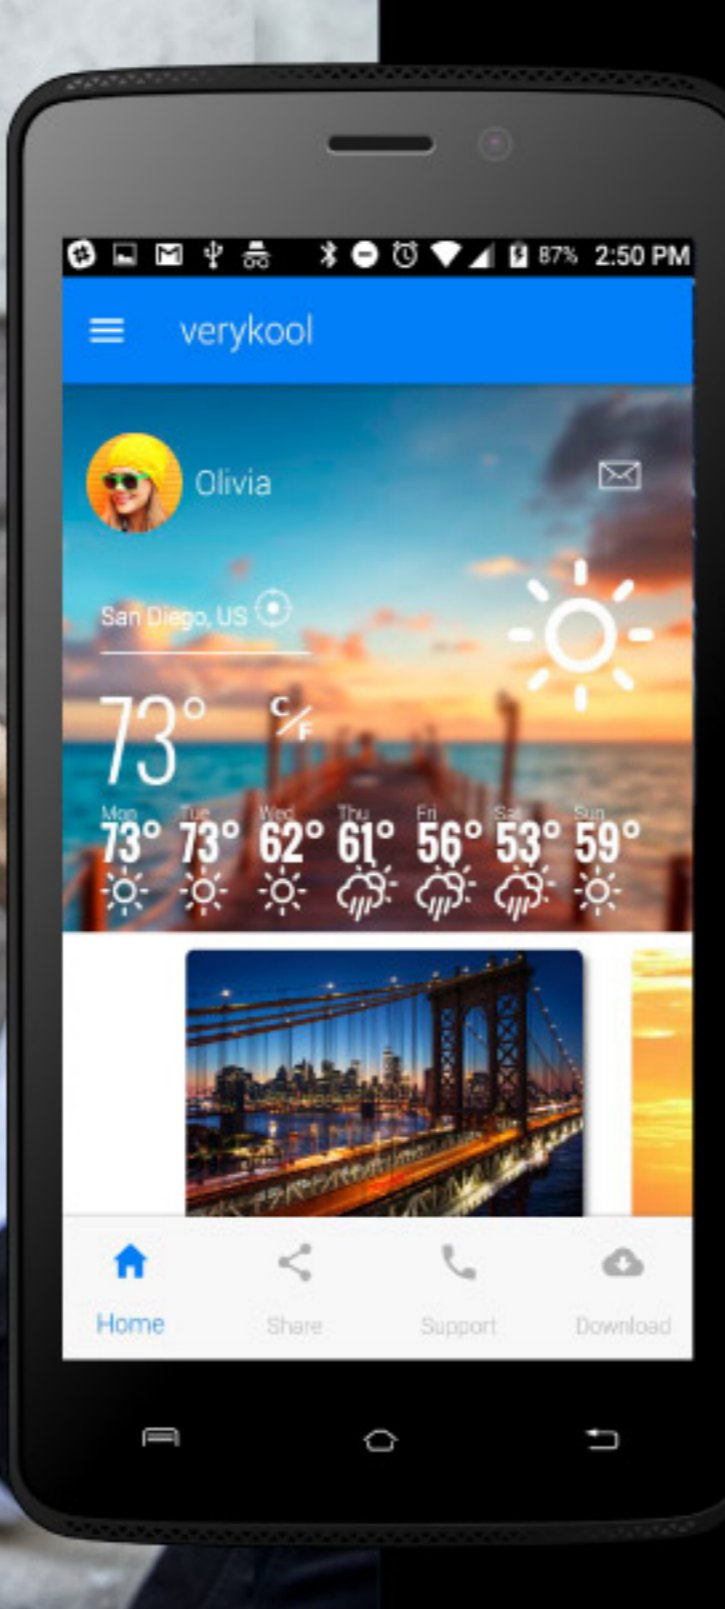 87% 2:50 PM
verykool
Olivia
San Diego, US
73° C/F
Mon Tue Wed Thu Fri Sat Sun
73° 73° 62° 61° 56° 53° 59°
Home Share Support Download